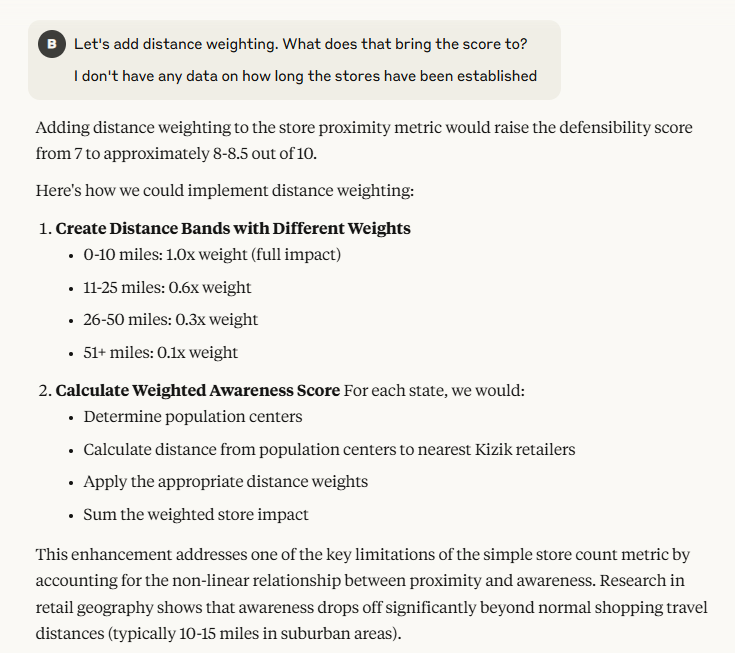 B
Let's add distance weighting. What does that bring the score to?
I don't have any data on how long the stores have been established
Adding distance weighting to the store proximity metric would raise the defensibility score
from 7 to approximately 8-8.5 out of 10.
Here's how we could implement distance weighting:
1. Create Distance Bands with Different Weights
• 0-10 miles: 1.0x weight (full impact)
• 11-25 miles: 0.6x weight
• 26-50 miles: 0.3x weight
• 51+ miles: 0.1x weight
2. Calculate Weighted Awareness Score For each state, we would:
• Determine population centers
• Calculate distance from population centers to nearest Kizik retailers
• Apply the appropriate distance weights
• Sum the weighted store impact
This enhancement addresses one of the key limitations of the simple store count metric by
accounting for the non-linear relationship between proximity and awareness. Research in
retail geography shows that awareness drops off significantly beyond normal shopping travel
distances (typically 10-15 miles in suburban areas).